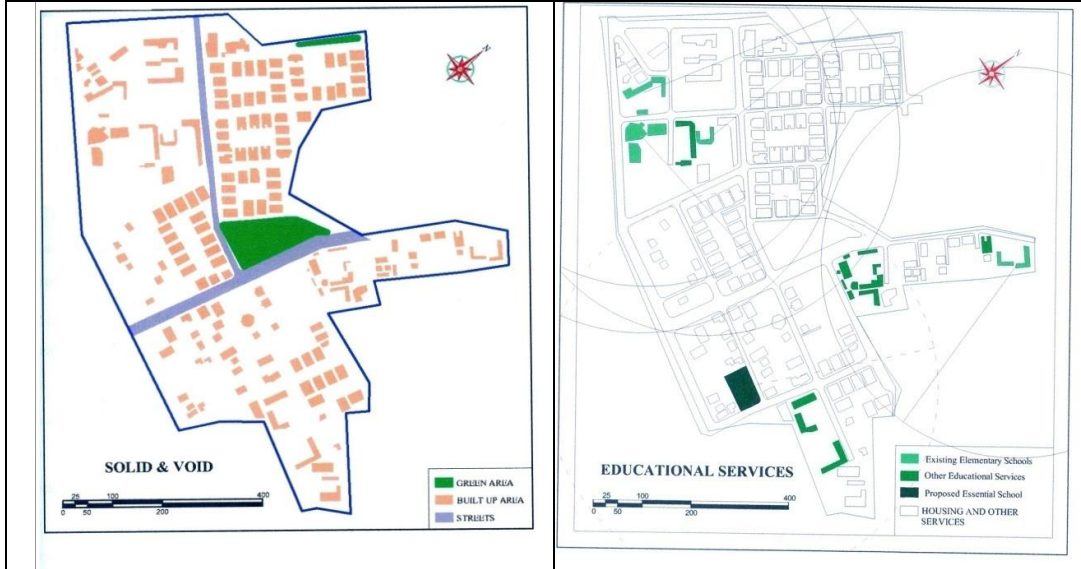 N
SOLID & VOID
25 100 400
0 50 200
GREEN AREA
BUILT UP AREA
STREETS
N
EDUCATIONAL SERVICES
25 100 400
0 50 200
Existing Elementary Schools
Other Educational Services
Proposed Essential School
HOUSING AND OTHER
SERVICES